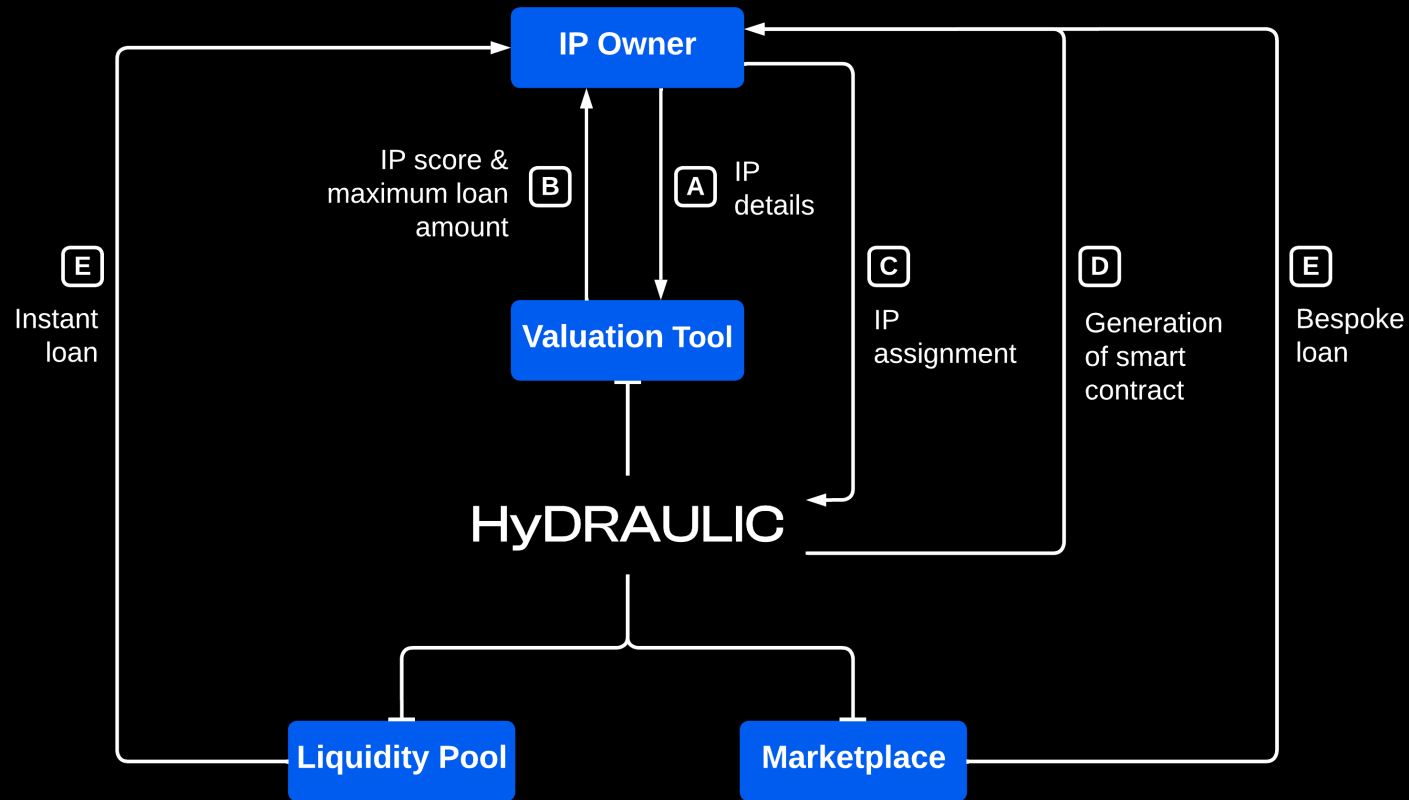 IP Owner
IP score &
maximum loan
amount
B
A
IP
details
E
Instant
loan
C
IP
assignment
D
Generation
of smart
contract
E
Bespoke
loan
Valuation Tool
HyDRAULIC
Liquidity Pool
Marketplace